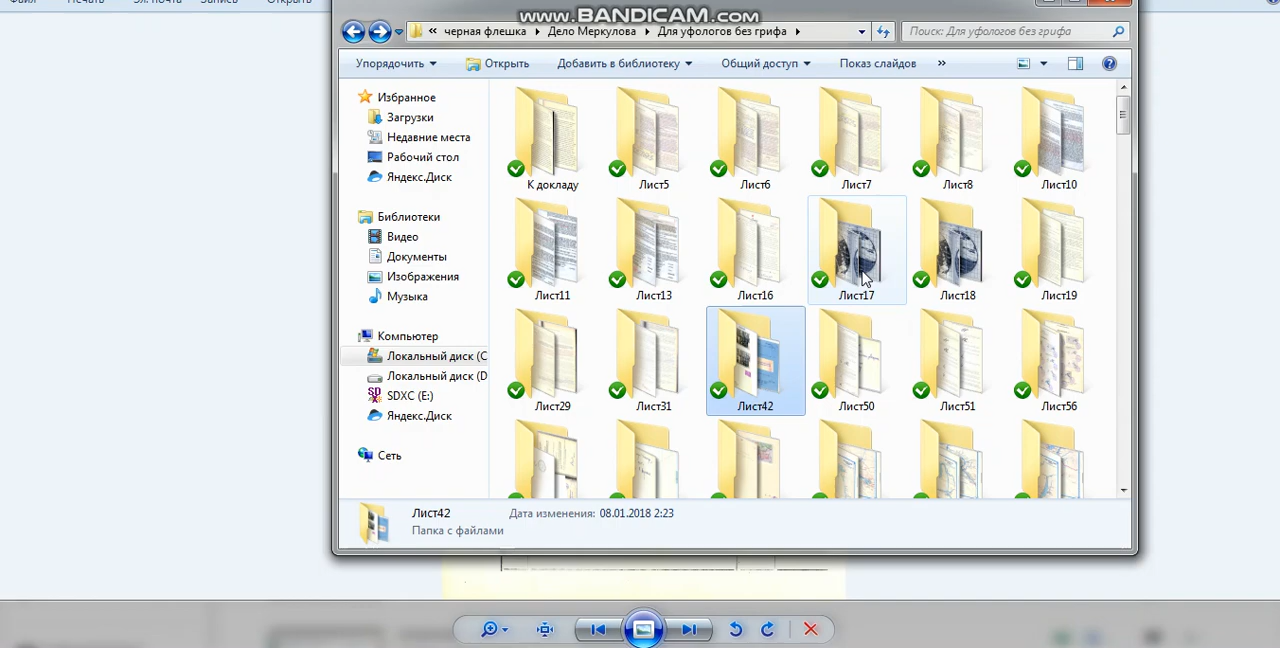 Файл Печать Эл. почта Запись Открыть
www.BANDICAM.com
« черная флешка Дело Меркулова Для уфологов без грифа
Поиск: Для уфологов без грифа
Упорядочить Открыть Добавить в библиотеку Общий доступ Показ слайдов »
Избранное
Загрузки
Недавние места
Рабочий стол
Яндекс.Диск
Библиотеки
Видео
Документы
Изображения
Музыка
Компьютер
Локальный диск (C
Локальный диск (D
SDXC (E:)
Яндекс.Диск
Сеть
К докладу Лист5 Лист6 Лист7 Лист8 Лист10
Лист11 Лист13 Лист16 Лист17 Лист18 Лист19
Лист29 Лист31 Лист42 Лист50 Лист51 Лист56
Лист42 Дата изменения: 08.01.2018 2:23
Папка с файлами